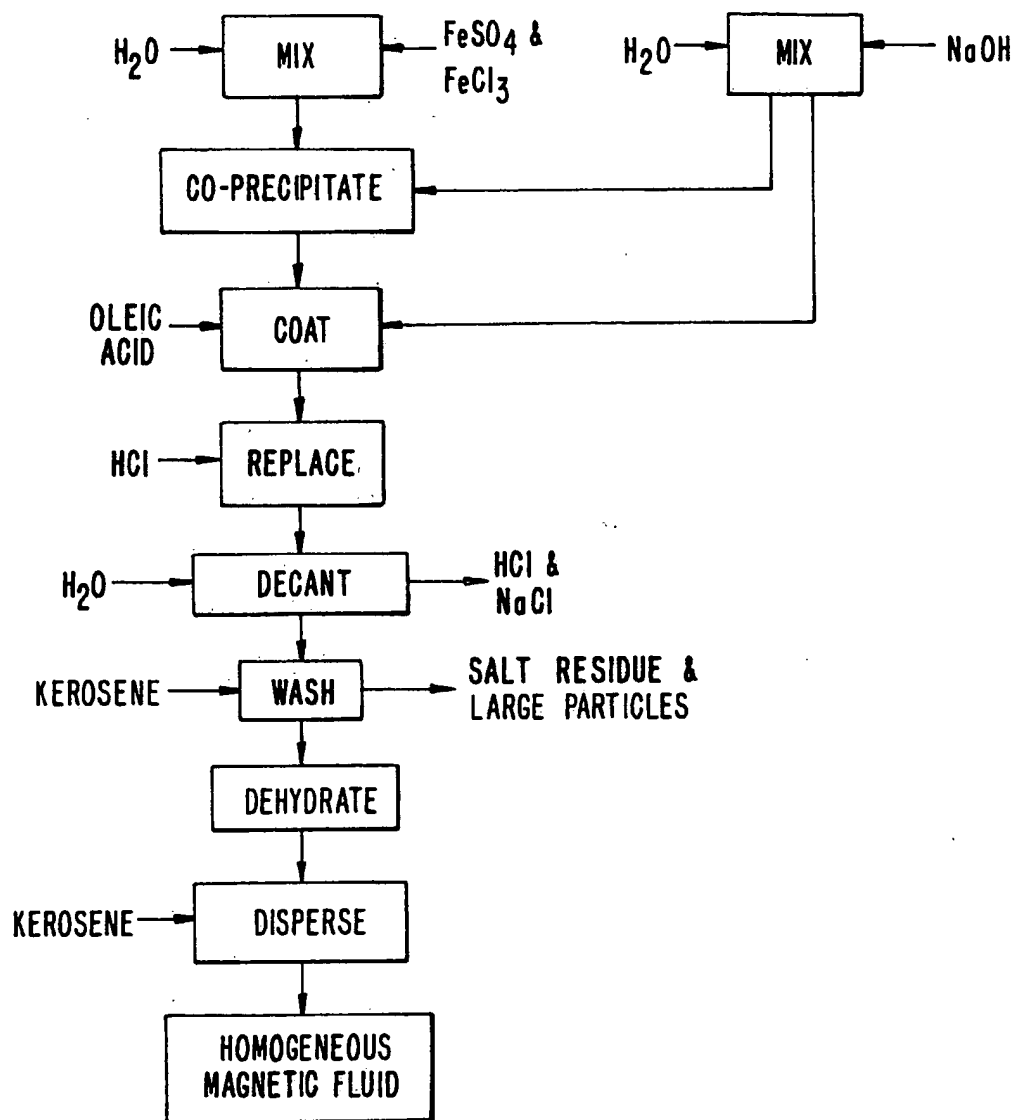 H₂O
MIX
FeSO₄ &
FeCl₃
H₂O
MIX
NaOH
CO-PRECIPITATE
OLEIC
ACID
COAT
HCl
REPLACE
H₂O
DECANT
HCl &
NaCl
KEROSENE
WASH
SALT RESIDUE &
LARGE PARTICLES
DEHYDRATE
KEROSENE
DISPERSE
HOMOGENEOUS
MAGNETIC FLUID